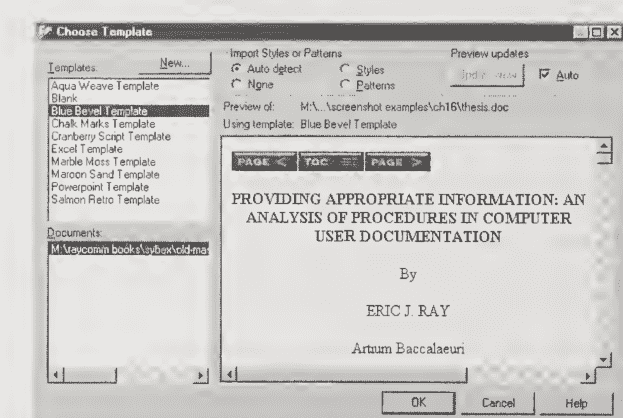 Choose Template
Templates:
New...
Aqua Weave Template
Blank
Blue Bevel Template
Chalk Marks Template
Cranberry Script Template
Excel Template
Marble Moss Template
Maroon Sand Template
Powerpoint Template
Salmon Retro Template
Documents:
M:\raycomm books\sybex\old-mas
Import Styles or Patterns
Auto detect
Styles
None
Patterns
Preview updates
Auto
Preview of: M:\...\screenshot examples\ch16\thesis.doc
Using template: Blue Bevel Template
PAGE < TOC PAGE >
PROVIDING APPROPRIATE INFORMATION: AN
ANALYSIS OF PROCEDURES IN COMPUTER
USER DOCUMENTATION
By
ERIC J. RAY
Artium Baccalaeuri
OK
Cancel
Help